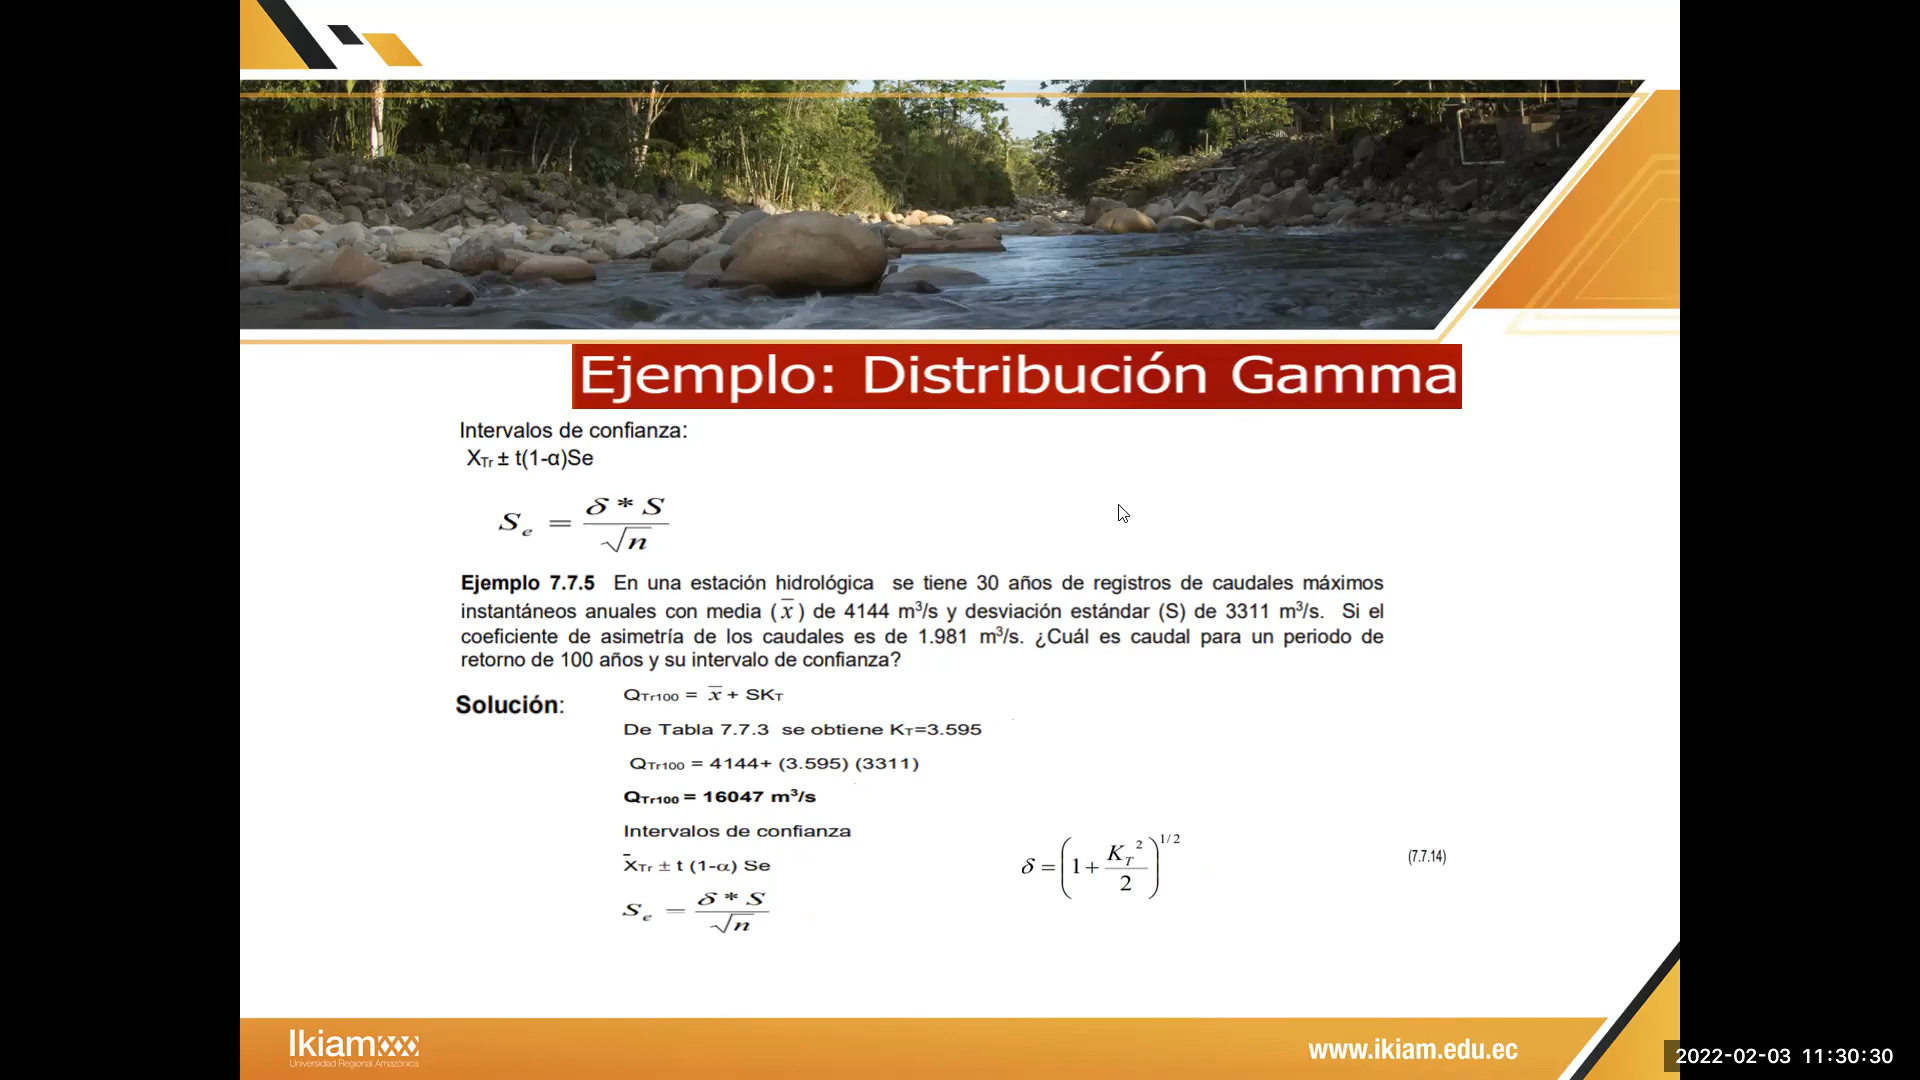 Ejemplo: Distribución Gamma
Intervalos de confianza:
XTr ± t(1-α)Se
Se = δ * S / √n
Ejemplo 7.7.5 En una estación hidrológica se tiene 30 años de registros de caudales máximos
instantáneos anuales con media ( x̅ ) de 4144 m³/s y desviación estándar (S) de 3311 m³/s. Si el
coeficiente de asimetría de los caudales es de 1.981 m³/s. ¿Cuál es caudal para un periodo de
retorno de 100 años y su intervalo de confianza?
Solución:
QTr100 = x̅ + SKT
De Tabla 7.7.3 se obtiene KT=3.595
QTr100 = 4144+ (3.595) (3311)
QTr100 = 16047 m³/s
Intervalos de confianza
X̅Tr ± t (1-α) Se
Se = δ * S / √n
δ = (1 + KT² / 2)^1/2
(7.7.14)
Ikiam
Universidad Regional Amazónica
www.ikiam.edu.ec
2022-02-03 11:30:30